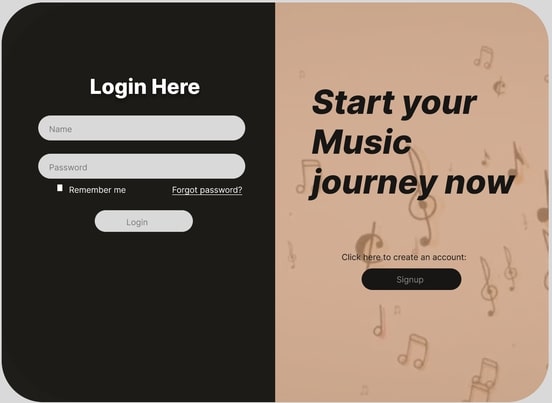 Login Here
Name
Password
Remember me
Forgot password?
Login
Start your
Music
journey now
Click here to create an account:
Signup